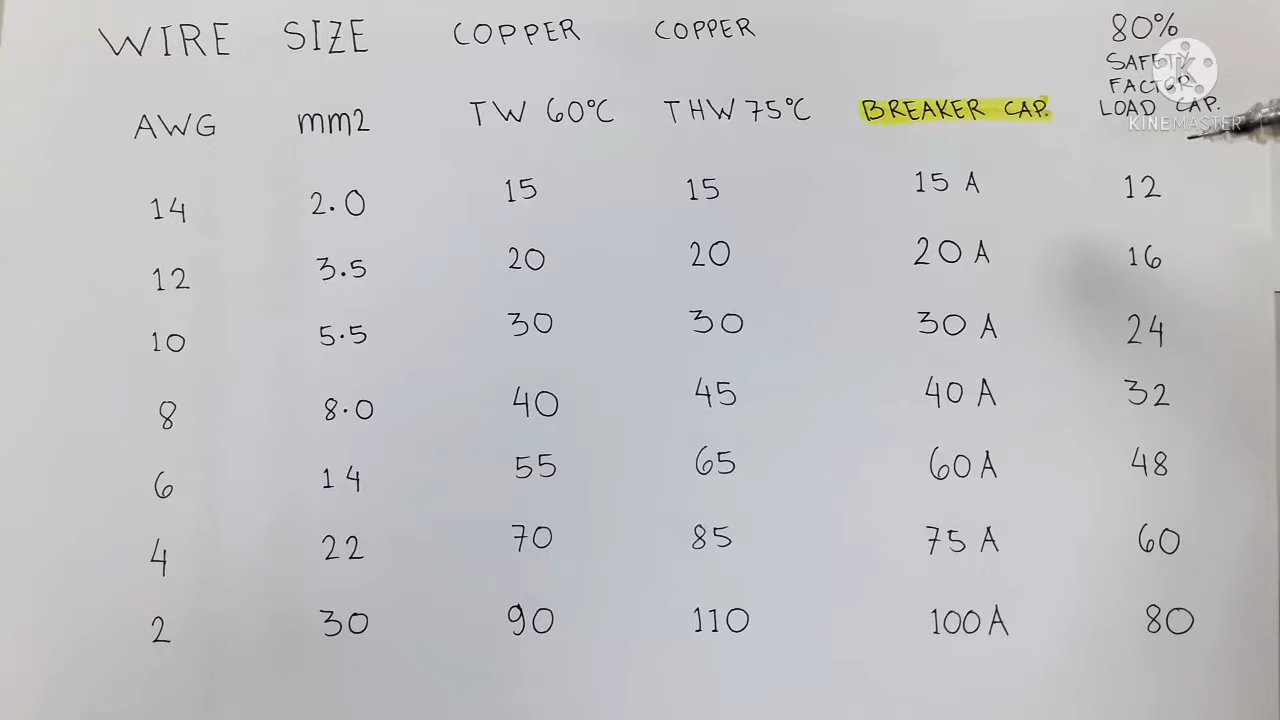 WIRE SIZE COPPER COPPER 80%
SAFETY
FACTOR
AWG mm2 TW 60°C THW 75°C BREAKER CAP. LOAD CAP.
KINEMASTER
14 2.0 15 15 15 A 12
12 3.5 20 20 20 A 16
10 5.5 30 30 30 A 24
8 8.0 40 45 40 A 32
6 14 55 65 60 A 48
4 22 70 85 75 A 60
2 30 90 110 100 A 80